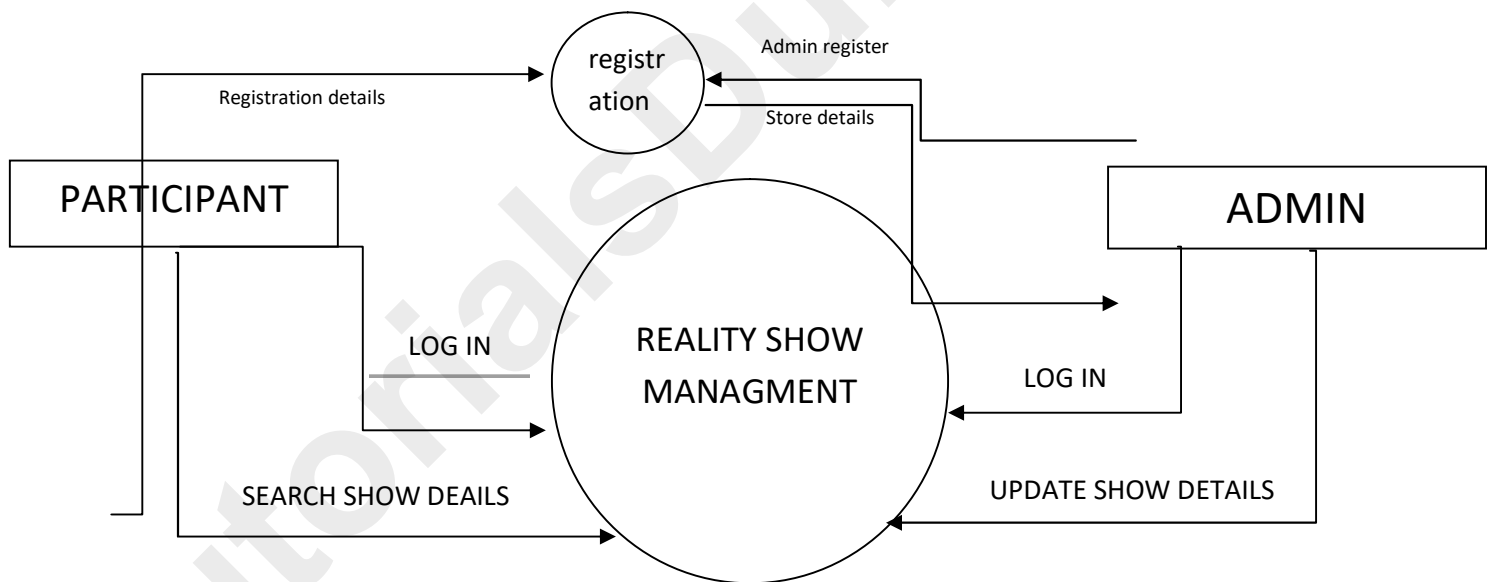 registr
ation
Admin register
Registration details
Store details
PARTICIPANT
ADMIN
REALITY SHOW
MANAGMENT
LOG IN
LOG IN
SEARCH SHOW DEAILS
UPDATE SHOW DETAILS